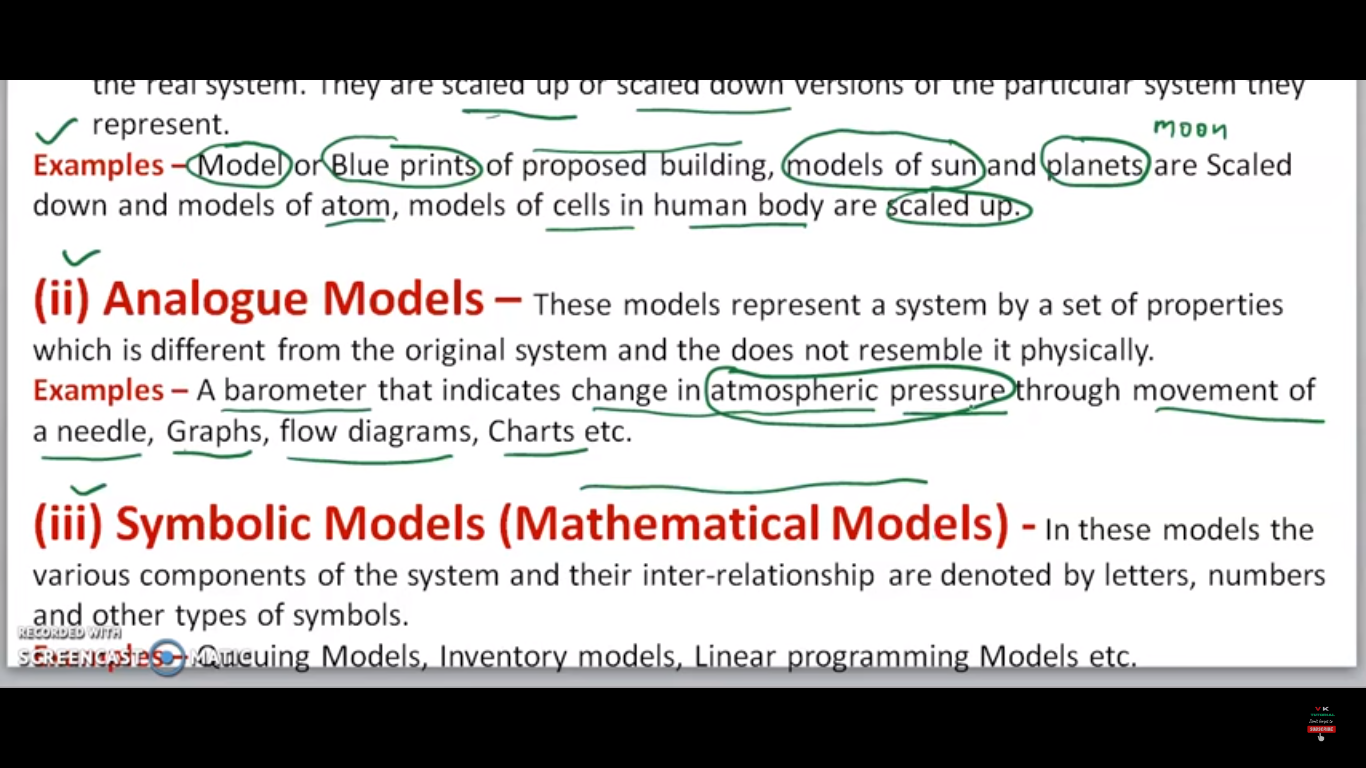 the real system. They are scaled up or scaled down versions of the particular system they
represent.
moon
Examples – Model or Blue prints of proposed building, models of sun and planets are Scaled
down and models of atom, models of cells in human body are scaled up.
(ii) Analogue Models – These models represent a system by a set of properties
which is different from the original system and the does not resemble it physically.
Examples – A barometer that indicates change in atmospheric pressure through movement of
a needle, Graphs, flow diagrams, Charts etc.
(iii) Symbolic Models (Mathematical Models) - In these models the
various components of the system and their inter-relationship are denoted by letters, numbers
and other types of symbols.
RECORDED WITH
SCREENCAST MATIC
Examples – Queuing Models, Inventory models, Linear programming Models etc.
VK
TUTORIAL
SUBSCRIBE